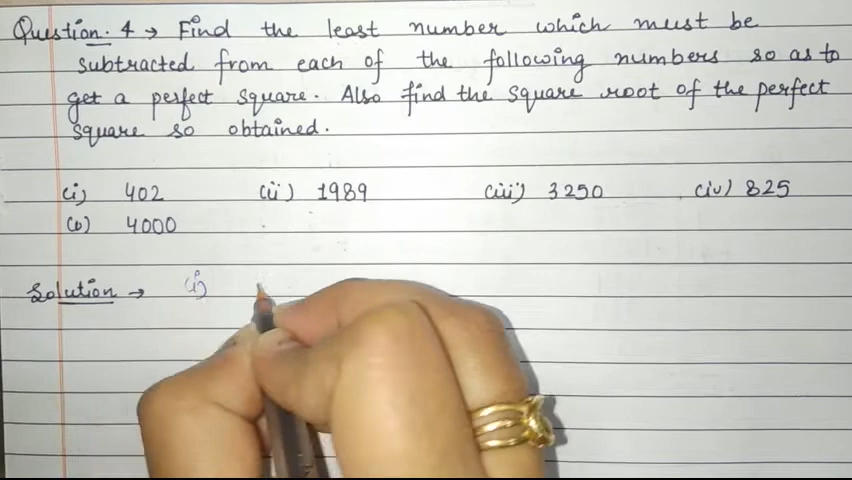 Question. 4 → Find the least number which must be
subtracted from each of the following numbers so as to
get a perfect square. Also find the square root of the perfect
square so obtained.
(i) 402 (ii) 1989 (iii) 3250 (iv) 825
(v) 4000
Solution → (i)